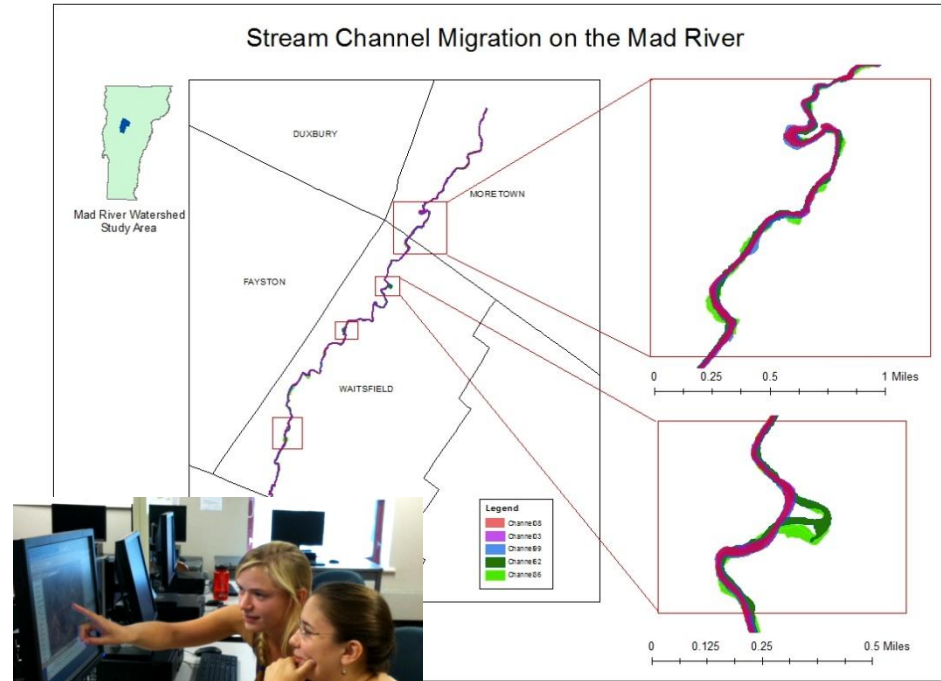 Stream Channel Migration on the Mad River
Mad River Watershed
Study Area
DUXBURY
MORETOWN
FAYSTON
WAITSFIELD
0 0.25 0.5 1 Miles
Legend
Channel08
Channel03
Channel99
Channel62
Channel36
0 0.125 0.25 0.5 Miles